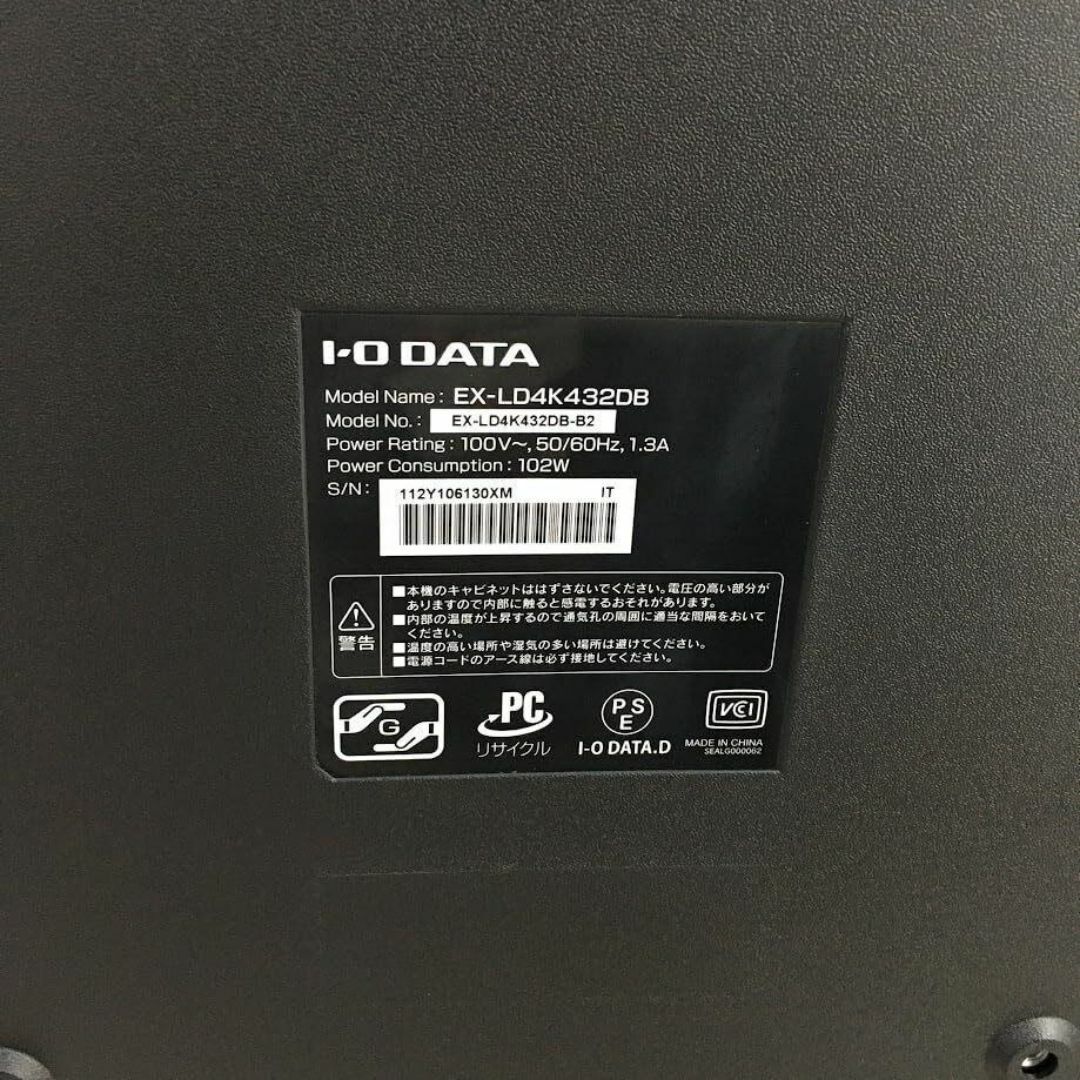 I-O DATA
Model Name: EX-LD4K432DB
Model No.: EX-LD4K432DB-B2
Power Rating: 100V～, 50/60Hz, 1.3A
Power Consumption: 102W
S/N: 112Y106130XM IT
警告
■本機のキャビネットははずさないでください。電圧の高い部分が
ありますので内部に触ると感電するおそれがあります。
■内部の温度が上昇するので通気孔の周囲に適当な間隔をおいて
ください。
■温度の高い場所や湿気の多い場所は避けてください。
■電源コードのアース線は必ず接地してください。
G
PC
リサイクル
PSE
I-O DATA.D
VCI
MADE IN CHINA
SEALG000062